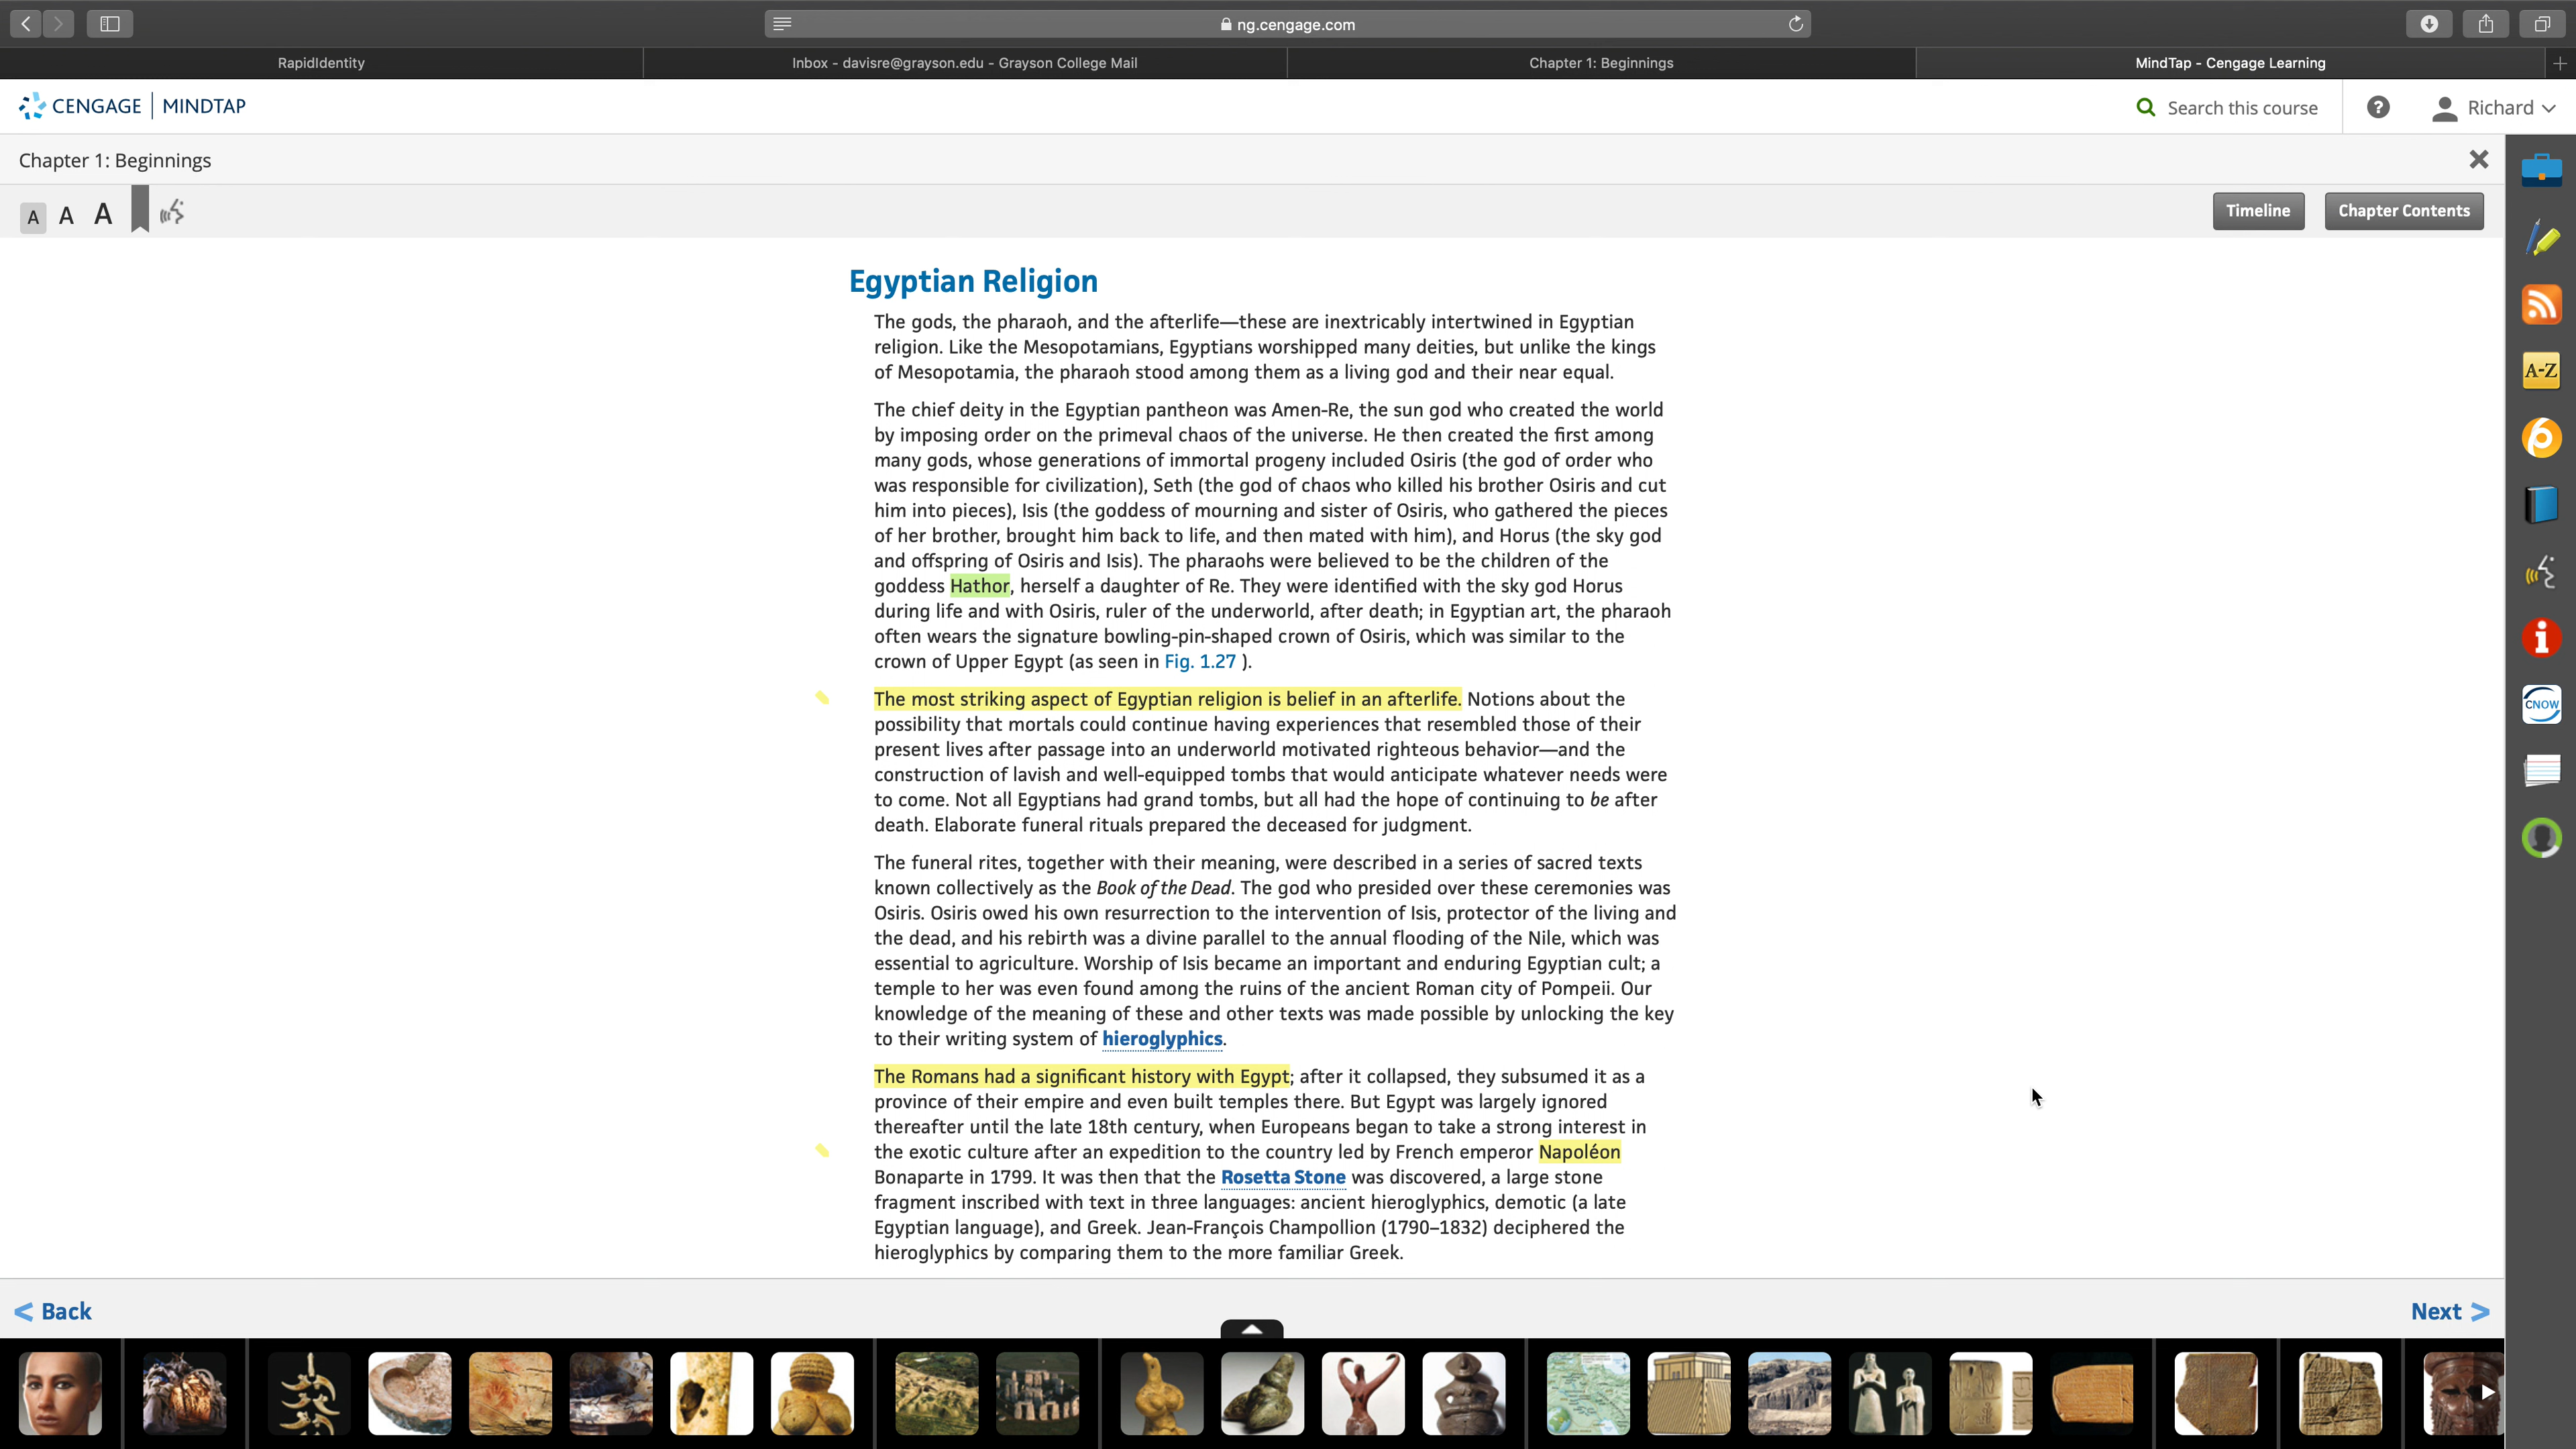 ng.cengage.com
RapidIdentity
Inbox - davisre@grayson.edu - Grayson College Mail
Chapter 1: Beginnings
MindTap - Cengage Learning
CENGAGE | MINDTAP
Search this course
?
Richard
Chapter 1: Beginnings
A A A
Timeline
Chapter Contents
Egyptian Religion
The gods, the pharaoh, and the afterlife—these are inextricably intertwined in Egyptian
religion. Like the Mesopotamians, Egyptians worshipped many deities, but unlike the kings
of Mesopotamia, the pharaoh stood among them as a living god and their near equal.
The chief deity in the Egyptian pantheon was Amen-Re, the sun god who created the world
by imposing order on the primeval chaos of the universe. He then created the first among
many gods, whose generations of immortal progeny included Osiris (the god of order who
was responsible for civilization), Seth (the god of chaos who killed his brother Osiris and cut
him into pieces), Isis (the goddess of mourning and sister of Osiris, who gathered the pieces
of her brother, brought him back to life, and then mated with him), and Horus (the sky god
and offspring of Osiris and Isis). The pharaohs were believed to be the children of the
goddess Hathor, herself a daughter of Re. They were identified with the sky god Horus
during life and with Osiris, ruler of the underworld, after death; in Egyptian art, the pharaoh
often wears the signature bowling-pin-shaped crown of Osiris, which was similar to the
crown of Upper Egypt (as seen in Fig. 1.27 ).
The most striking aspect of Egyptian religion is belief in an afterlife. Notions about the
possibility that mortals could continue having experiences that resembled those of their
present lives after passage into an underworld motivated righteous behavior—and the
construction of lavish and well-equipped tombs that would anticipate whatever needs were
to come. Not all Egyptians had grand tombs, but all had the hope of continuing to be after
death. Elaborate funeral rituals prepared the deceased for judgment.
The funeral rites, together with their meaning, were described in a series of sacred texts
known collectively as the Book of the Dead. The god who presided over these ceremonies was
Osiris. Osiris owed his own resurrection to the intervention of Isis, protector of the living and
the dead, and his rebirth was a divine parallel to the annual flooding of the Nile, which was
essential to agriculture. Worship of Isis became an important and enduring Egyptian cult; a
temple to her was even found among the ruins of the ancient Roman city of Pompeii. Our
knowledge of the meaning of these and other texts was made possible by unlocking the key
to their writing system of hieroglyphics.
The Romans had a significant history with Egypt; after it collapsed, they subsumed it as a
province of their empire and even built temples there. But Egypt was largely ignored
thereafter until the late 18th century, when Europeans began to take a strong interest in
the exotic culture after an expedition to the country led by French emperor Napoléon
Bonaparte in 1799. It was then that the Rosetta Stone was discovered, a large stone
fragment inscribed with text in three languages: ancient hieroglyphics, demotic (a late
Egyptian language), and Greek. Jean-François Champollion (1790–1832) deciphered the
hieroglyphics by comparing them to the more familiar Greek.
A-Z
CNOW
< Back
Next >